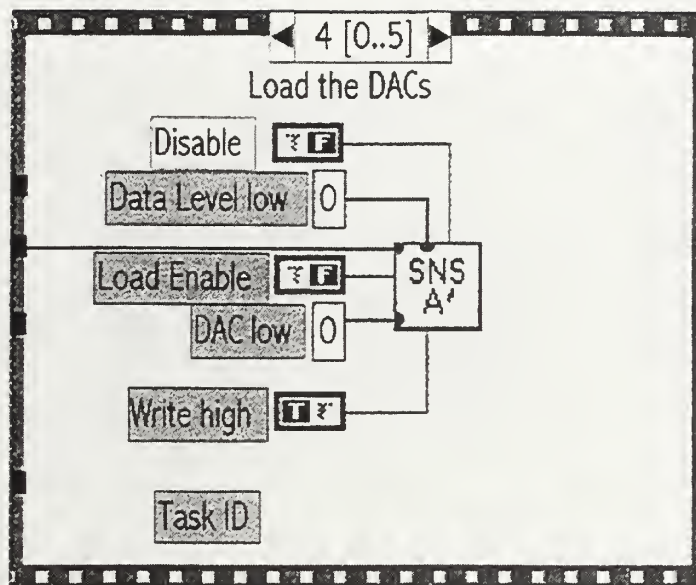 4 [0..5]
Load the DACs
Disable F
Data Level low 0
Load Enable F
SNS
A
DAC low 0
Write high T
Task ID